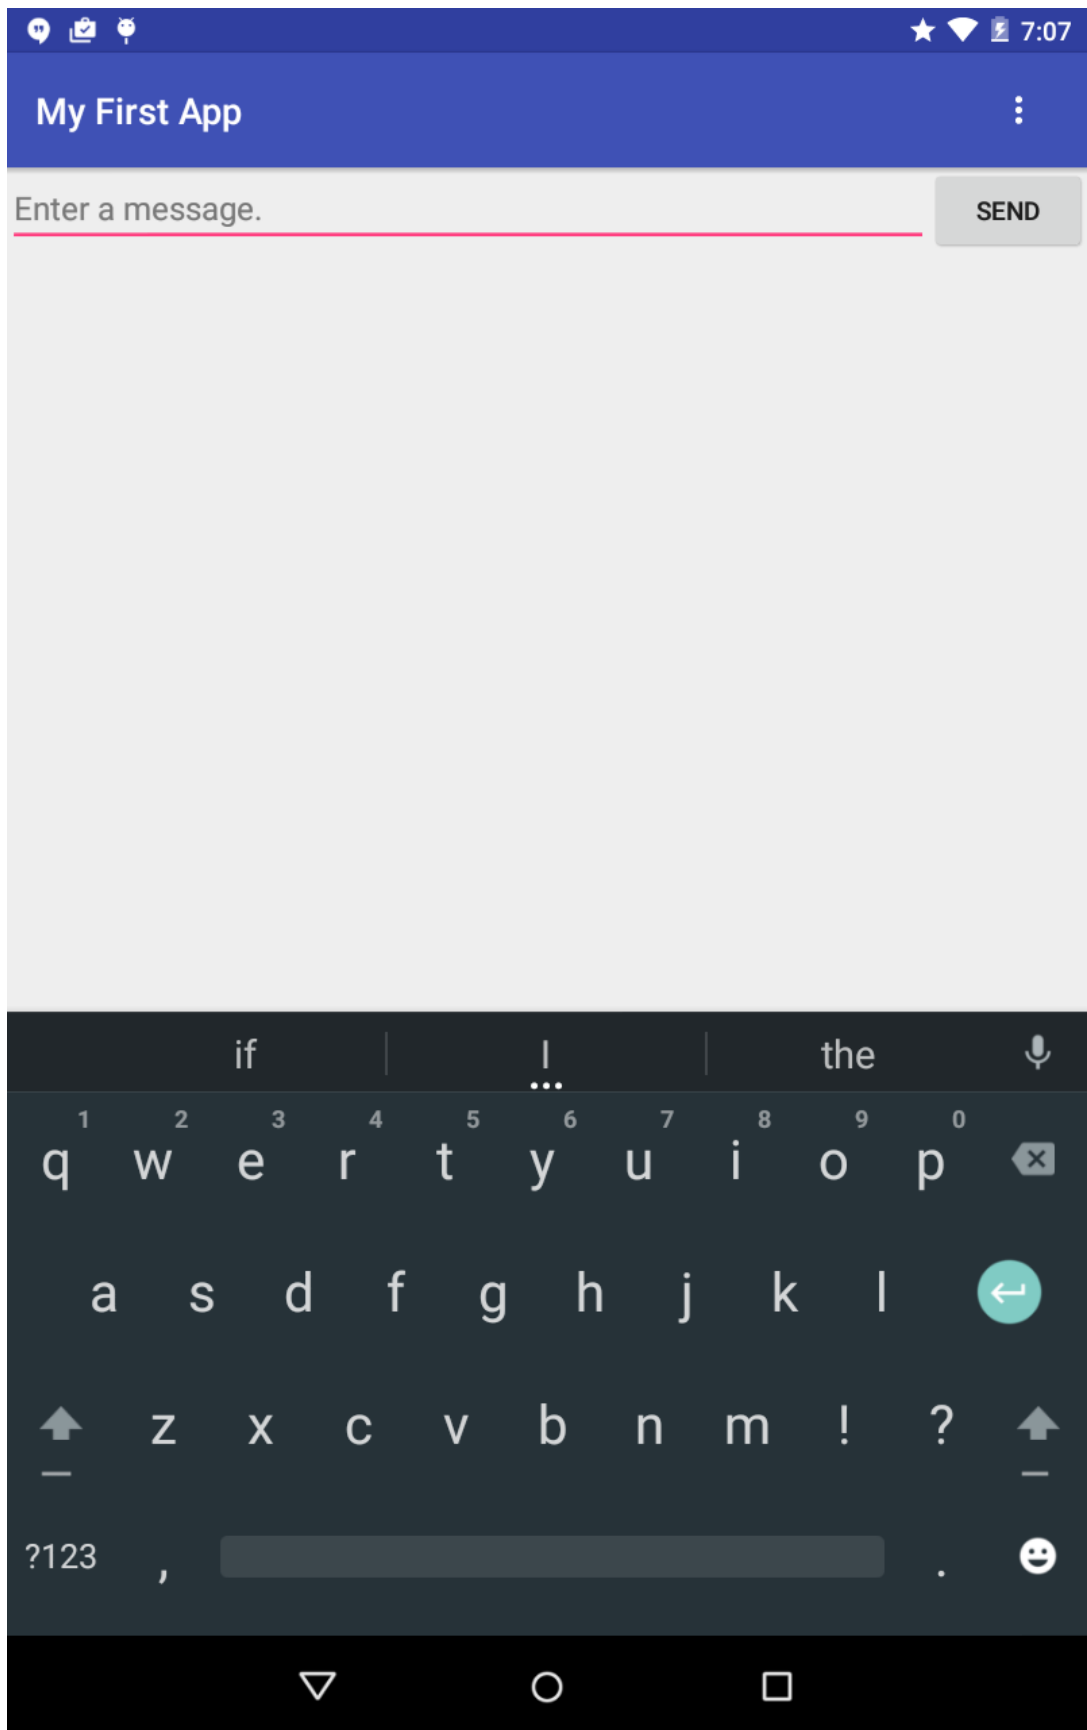 7:07
My First App
Enter a message. SEND
if I the
1 2 3 4 5 6 7 8 9 0
q w e r t y u i o p
a s d f g h j k l
z x c v b n m ! ?
?123 , .